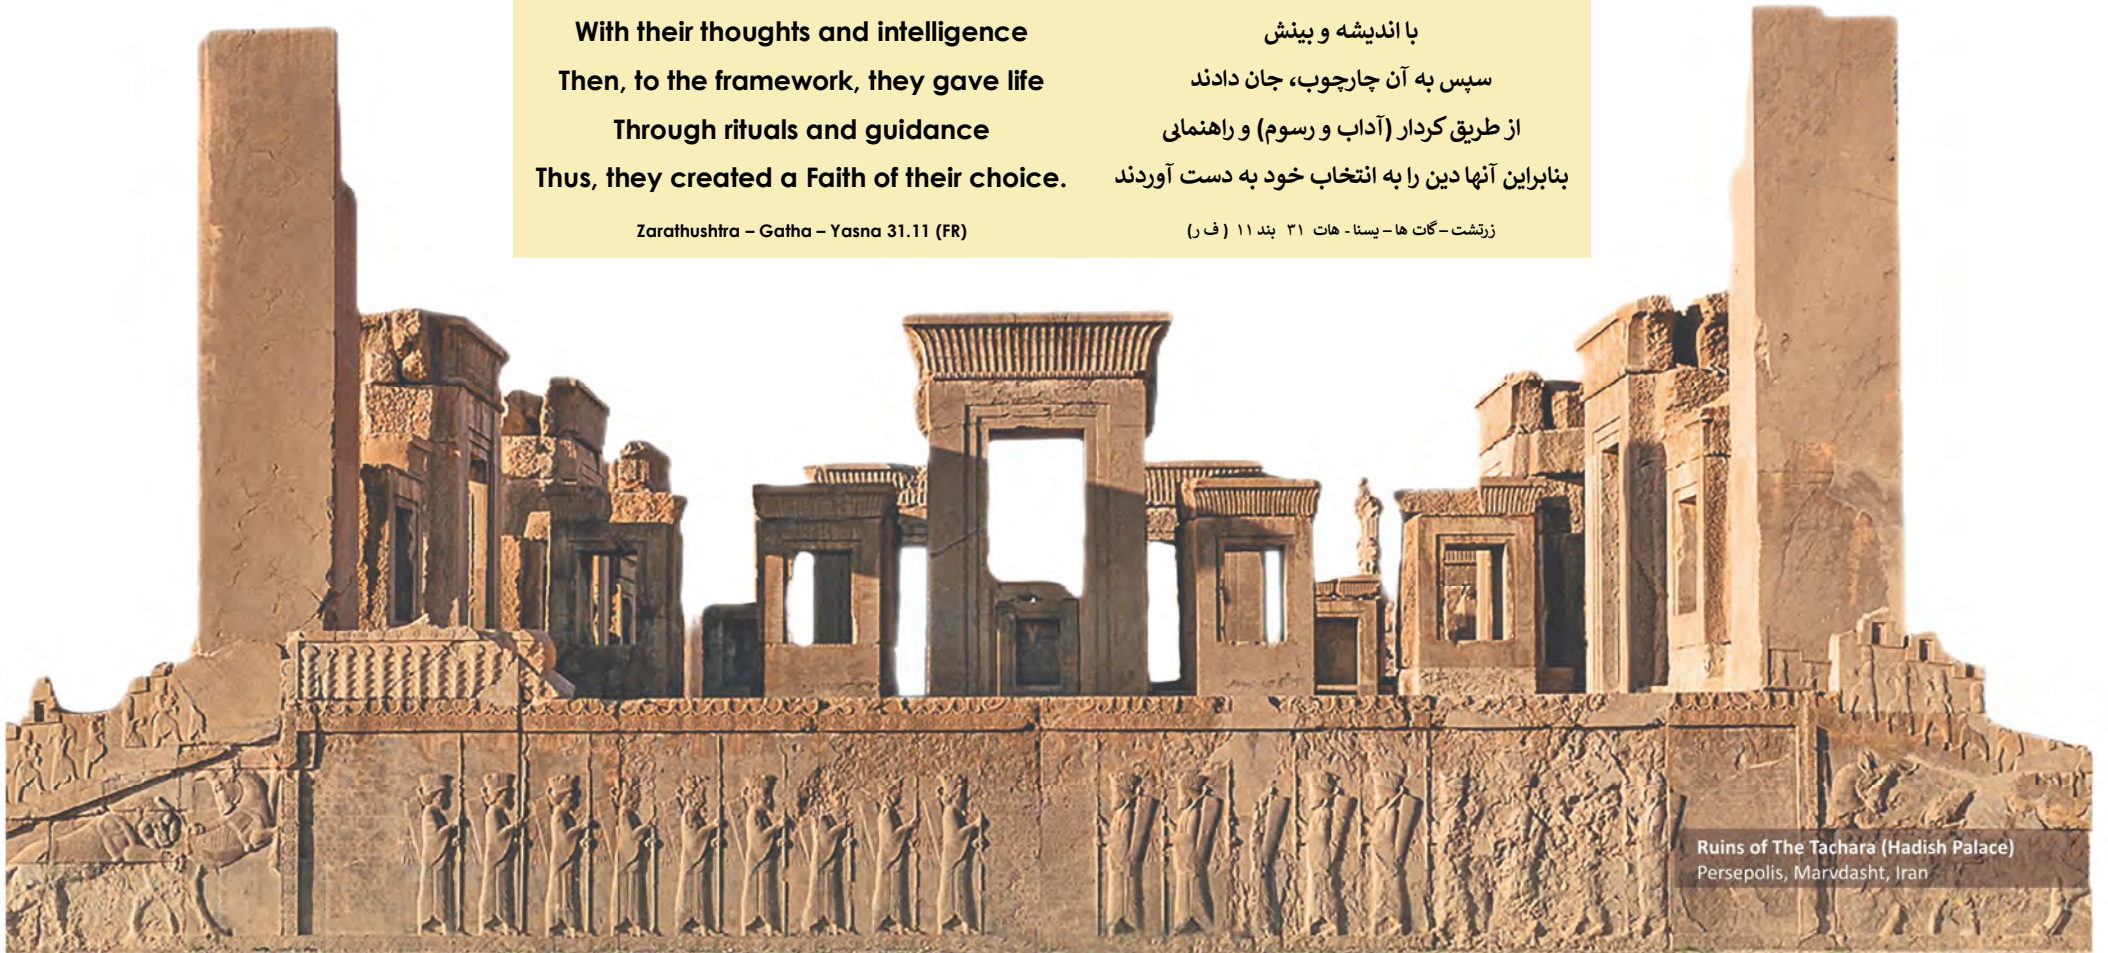 With their thoughts and intelligence
Then, to the framework, they gave life
Through rituals and guidance
Thus, they created a Faith of their choice.
Zarathushtra – Gatha – Yasna 31.11 (FR)
با اندیشه و بینش
سپس به آن چارچوب، جان دادند
از طریق کردار (آداب و رسوم) و راهنمایی
بنابراین آنها دین را به انتخاب خود به دست آوردند
زرتشت – گات ها – یسنا - هات ۳۱ بند ۱۱ ( ف ر)
Ruins of The Tachara (Hadish Palace)
Persepolis, Marvdasht, Iran